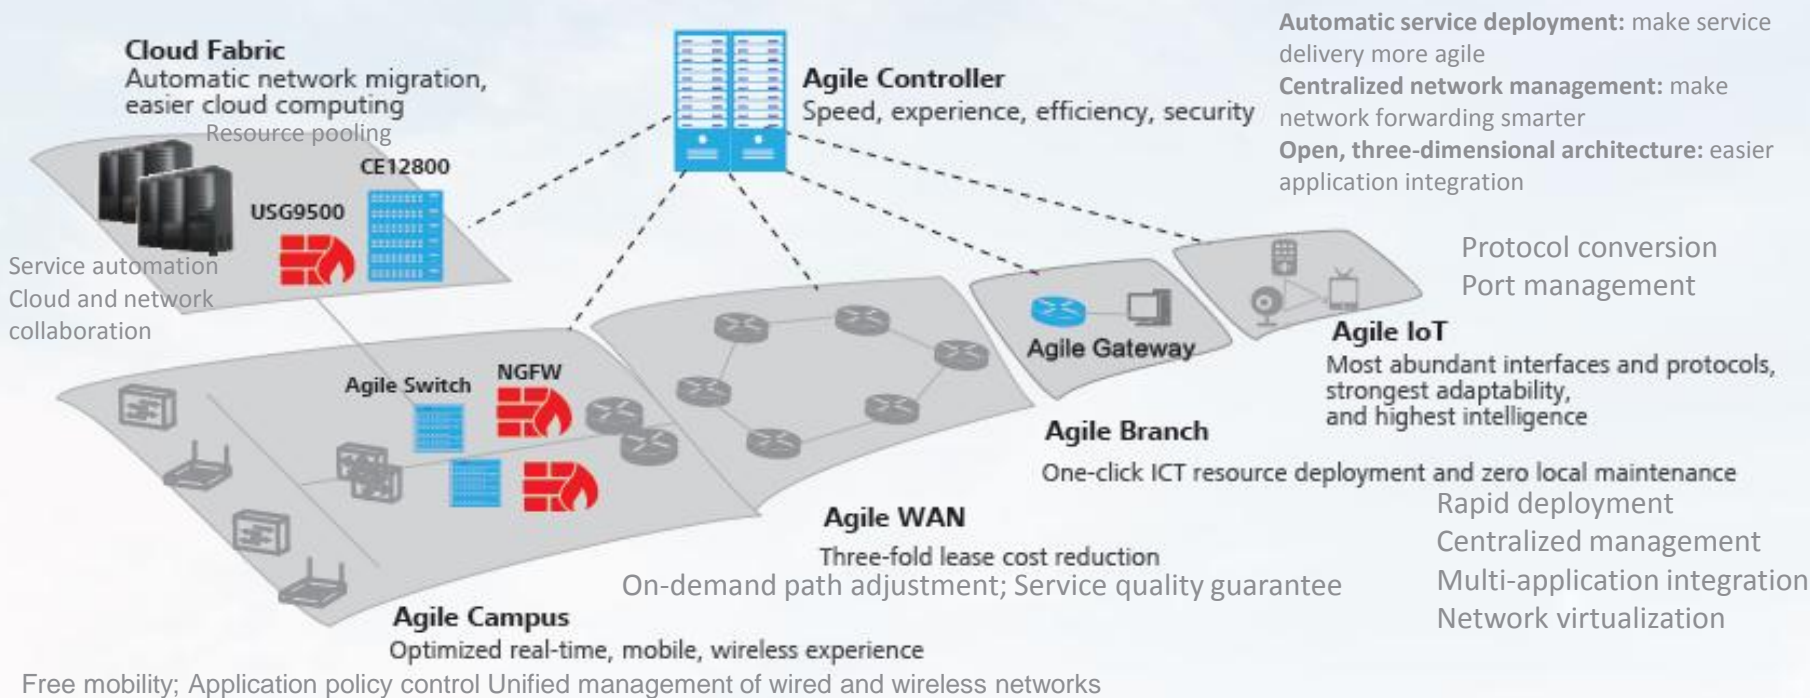 Cloud Fabric
Automatic network migration,
easier cloud computing
Resource pooling
CE12800
USG9500
Service automation
Cloud and network
collaboration
Agile Controller
Speed, experience, efficiency, security
Automatic service deployment: make service
delivery more agile
Centralized network management: make
network forwarding smarter
Open, three-dimensional architecture: easier
application integration
Protocol conversion
Port management
Agile IoT
Most abundant interfaces and protocols,
strongest adaptability,
and highest intelligence
Agile Gateway
Agile Switch
NGFW
Agile Branch
One-click ICT resource deployment and zero local maintenance
Rapid deployment
Centralized management
Multi-application integration
Network virtualization
Agile WAN
Three-fold lease cost reduction
On-demand path adjustment; Service quality guarantee
Agile Campus
Optimized real-time, mobile, wireless experience
Free mobility; Application policy control Unified management of wired and wireless networks